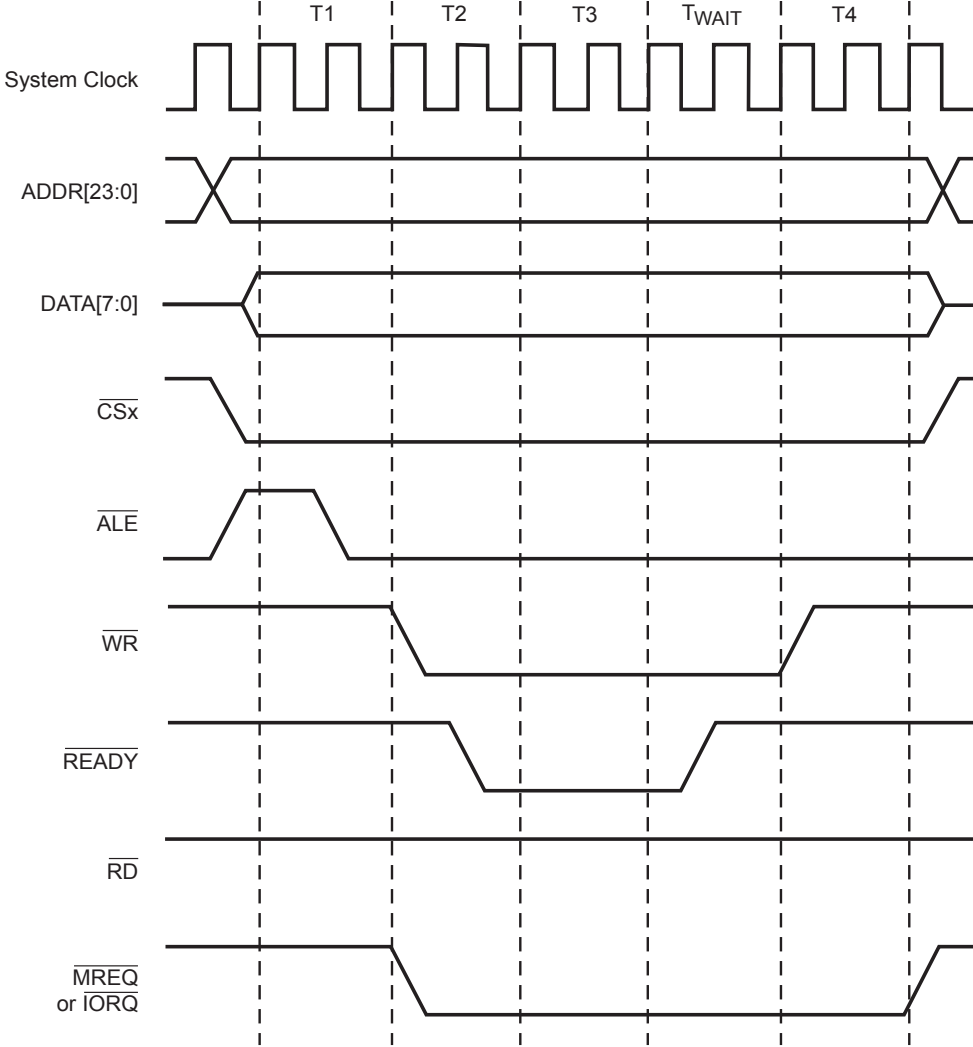 T1 T2 T3 TWAIT T4
System Clock
ADDR[23:0]
DATA[7:0]
CSx
ALE
WR
READY
RD
MREQ
or IORQ